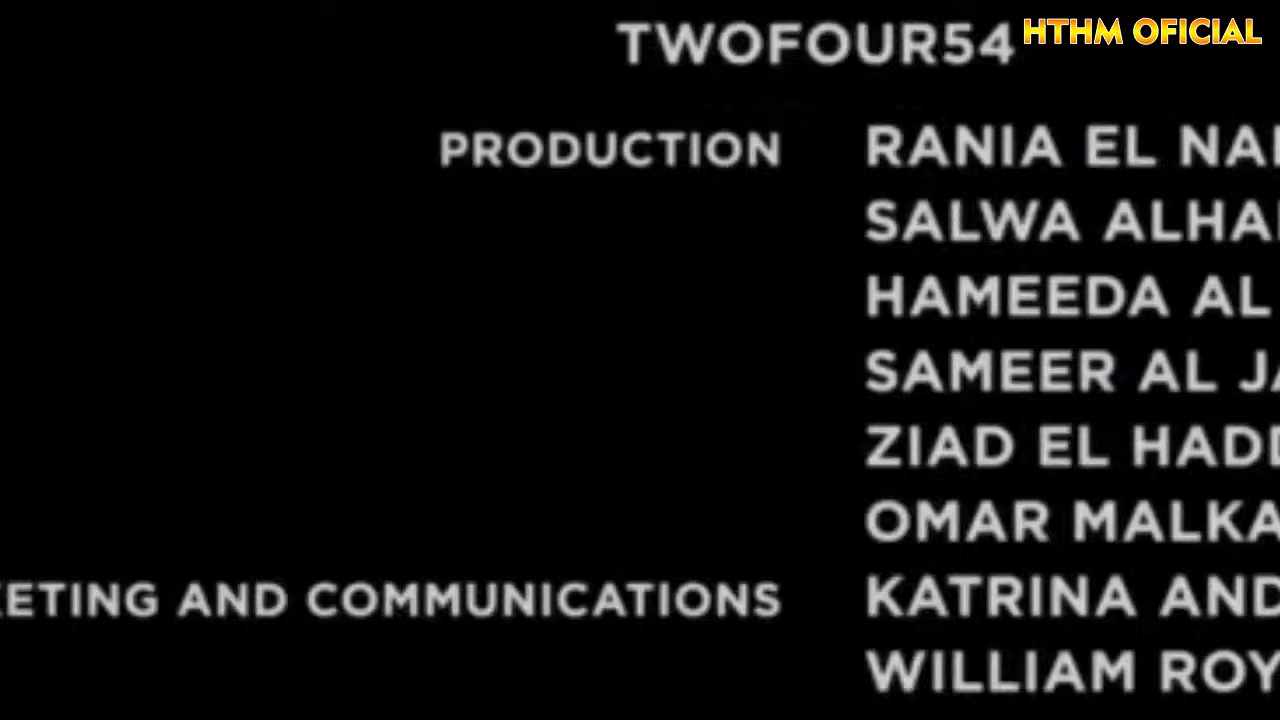 TWOFOUR54
HTHM OFICIAL
PRODUCTION RANIA EL
SALWA
HAMEEDA AL
SAMEER AL
ZIAD EL
OMAR
AND COMMUNICATIONS KATRINA
WILLIAM